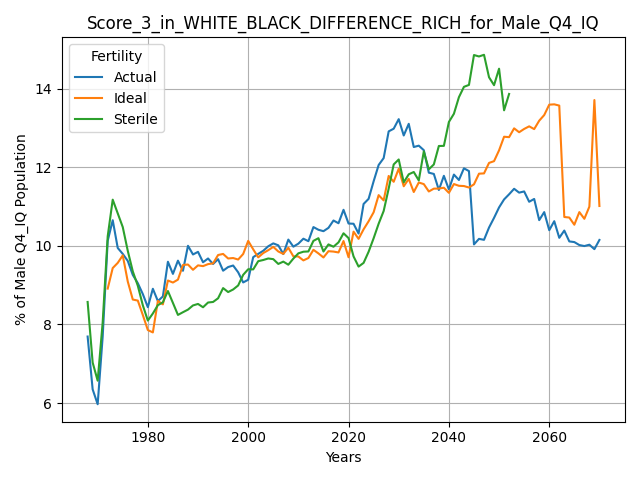 Score_3_in_WHITE_BLACK_DIFFERENCE_RICH_for_Male_Q4_IQ
Fertility
Actual
Ideal
Sterile
% of Male Q4_IQ Population
14
12
10
8
6
1980 2000 2020 2040 2060
Years